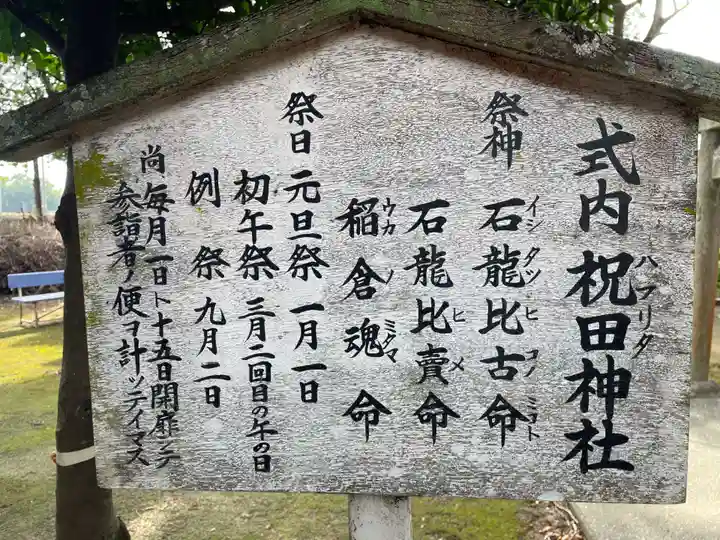 式内 祝田神社
ハフリタ
祭神 石龍比古命
イシタツヒコノミコト
石龍比賣命
ヒメ
稲倉魂命
ウカノミタマ
祭日 元旦祭 一月一日
初午祭 三月二回目の午の日
例祭 九月二日
尚毎月一日ト十五日開扉シテ
参詣者ノ便ヲ計ッテイマス